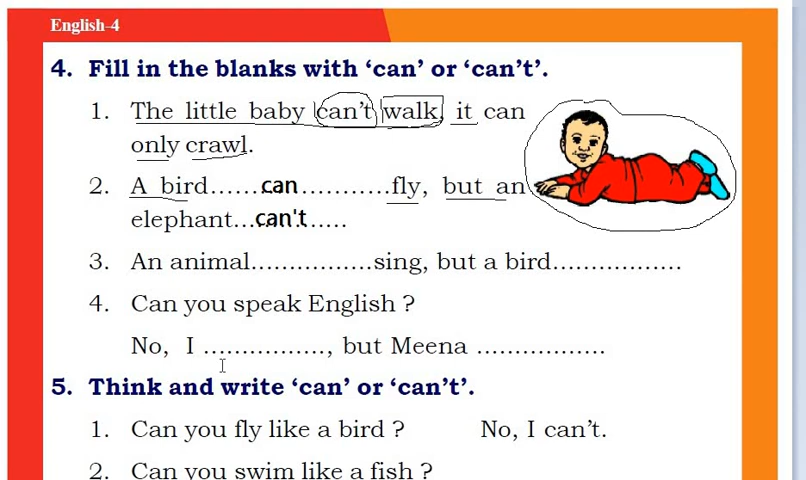 English-4
4. Fill in the blanks with ‘can’ or ‘can’t’.
1. The little baby can’t walk, it can
only crawl.
2. A bird......can...........fly, but an
elephant...can't.....
3. An animal................sing, but a bird.................
4. Can you speak English ?
No, I ................, but Meena .................
5. Think and write ‘can’ or ‘can’t’.
1. Can you fly like a bird ? No, I can’t.
2. Can you swim like a fish ?